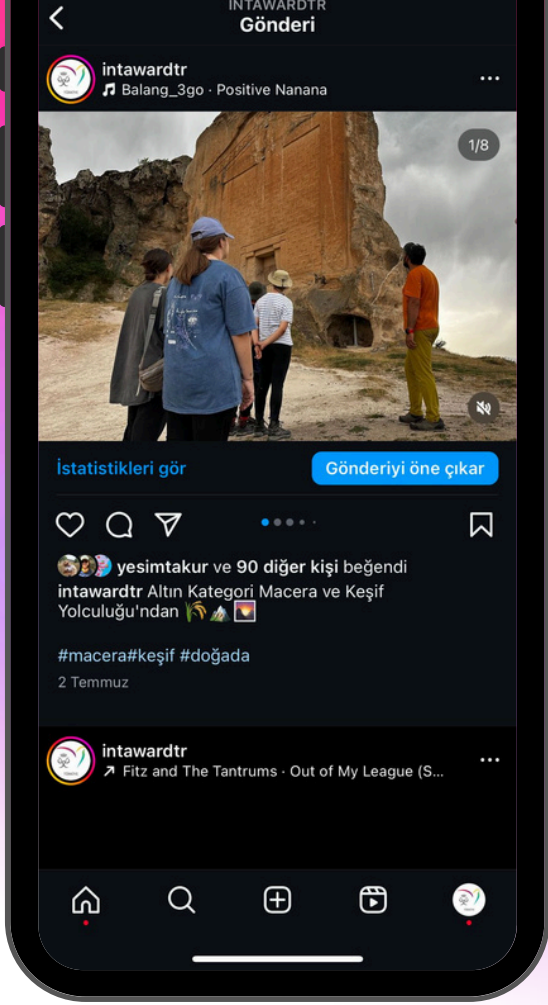 INTAWARDTR
Gönderi
intawardtr
Balang_3go · Positive Nanana
1/8
İstatistikleri gör
Gönderiyi öne çıkar
yesimtakur ve 90 diğer kişi beğendi
intawardtr Altın Kategori Macera ve Keşif
Yolculuğu'ndan
#macera#keşif #doğada
2 Temmuz
intawardtr
Fitz and The Tantrums · Out of My League (S...